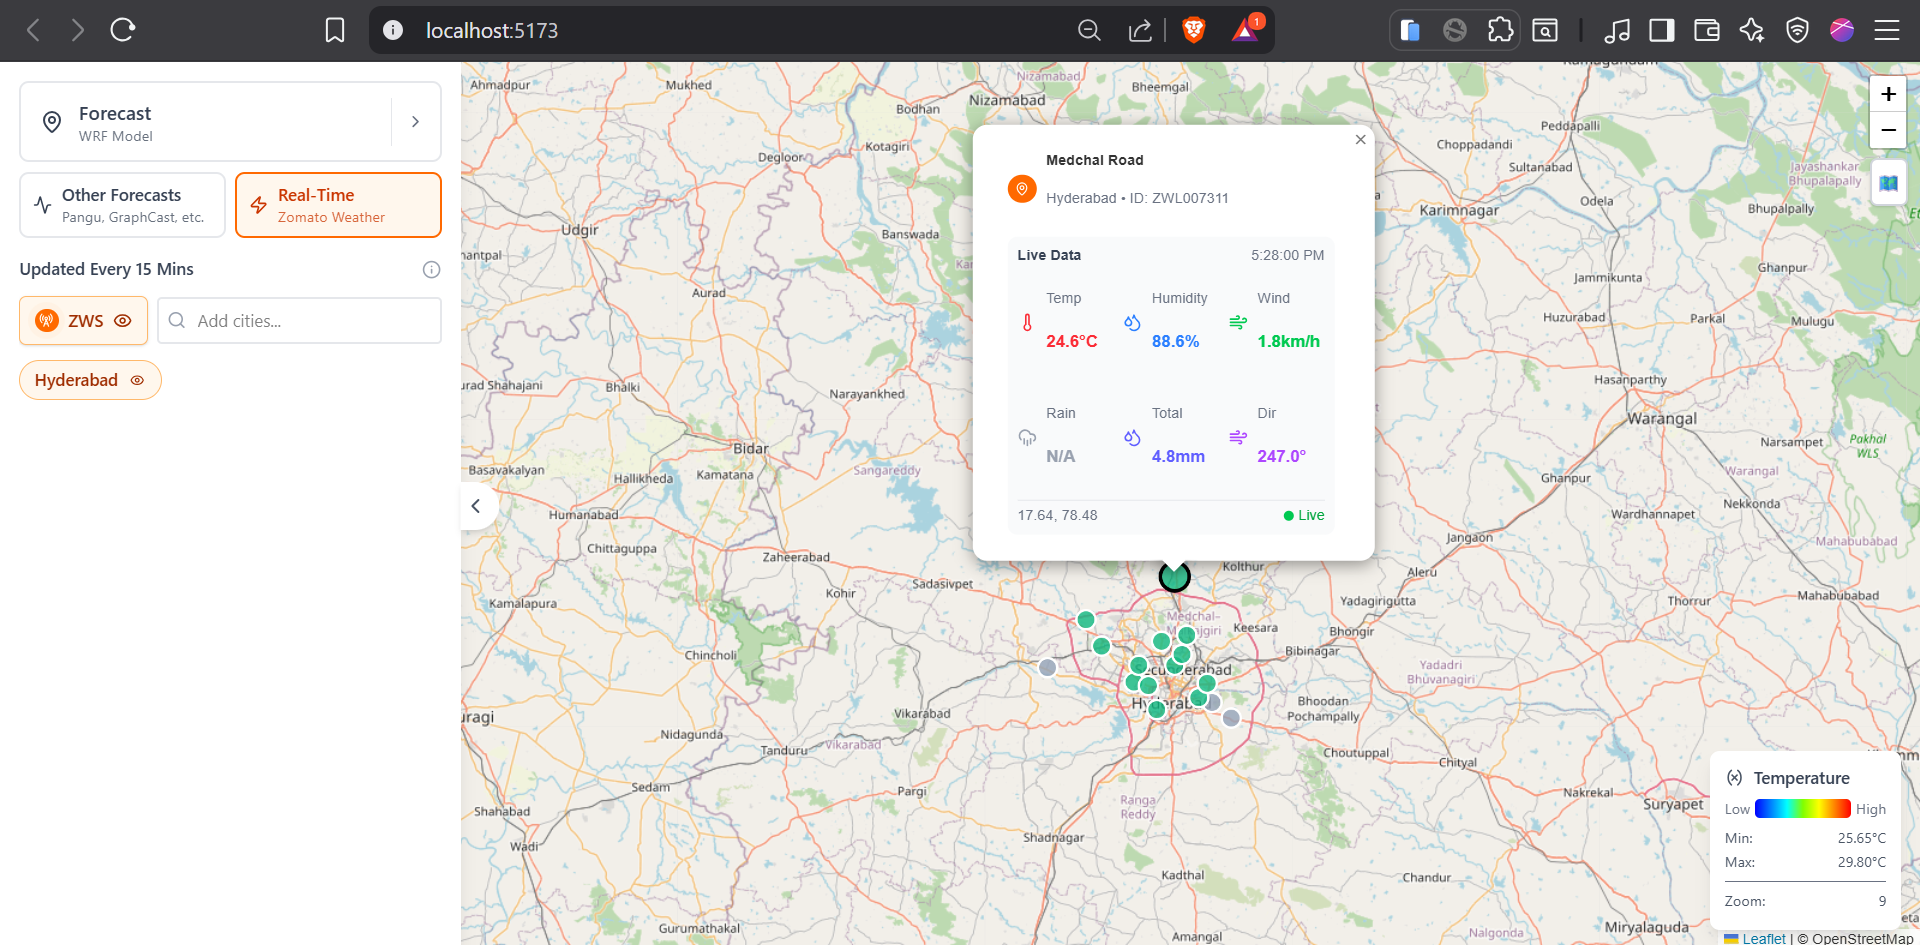 localhost:5173
1
Forecast
WRF Model
Other Forecasts
Pangu, GraphCast, etc.
Real-Time
Zomato Weather
Updated Every 15 Mins
ZWS
Add cities...
Hyderabad
Medchal Road
Hyderabad • ID: ZWL007311
Live Data
5:28:00 PM
Temp
Humidity
Wind
24.6°C
88.6%
1.8km/h
Rain
Total
Dir
N/A
4.8mm
247.0°
17.64, 78.48
Live
Ahmadpur
Mukhed
Bodhan
Nizamabad
Nizamabad
Bheemgal
Kotagiri
Degloor
Peddapalli
Choppadandi
Sultanabad
Jayashankar
Bhupalpally
Odela
Karimnagar
Bhupalpally
Udgir
Banswada
Ghanpur
Jammikunta
Aurad
Huzurabad
Parkal
Mulugu
Bhalki
Narayankhed
Hasanparthy
Warangal
Bidar
Narsampet
Pakhal
WLS
Basavakalyan
Sangareddy
Warangal
Hallikheda
Kamatana
Ghanpur
Nekkonda
Humanabad
Wardhannapet
Chittaguppa
Zaheerabad
Jangaon
Mahabubabad
Kolthur
Aleru
Sadasivpet
Kohir
Kamalapura
Yadagirigutta
Thorrur
Mahabubabad
Keesara
Bhongir
Chincholi
Bibinagar
Yadadri
Bhuvanagiri
Bhoodan
Pochampally
Vikarabad
Nidagunda
Tanduru
Vikarabad
Choutuppal
Chityal
Sedam
Pargi
Ranga
Reddy
Nakrekal
Suryapet
Shahabad
Shadnagar
Wadi
Kadthal
Chandur
Gurumathakal
Amangal
Nalgonda
Miryalaguda
+
−
Temperature
Low
High
Min:
25.65°C
Max:
29.80°C
Zoom:
9
Leaflet | © OpenStreetMap